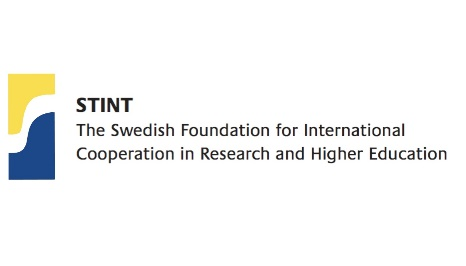 STINT
The Swedish Foundation for International
Cooperation in Research and Higher Education